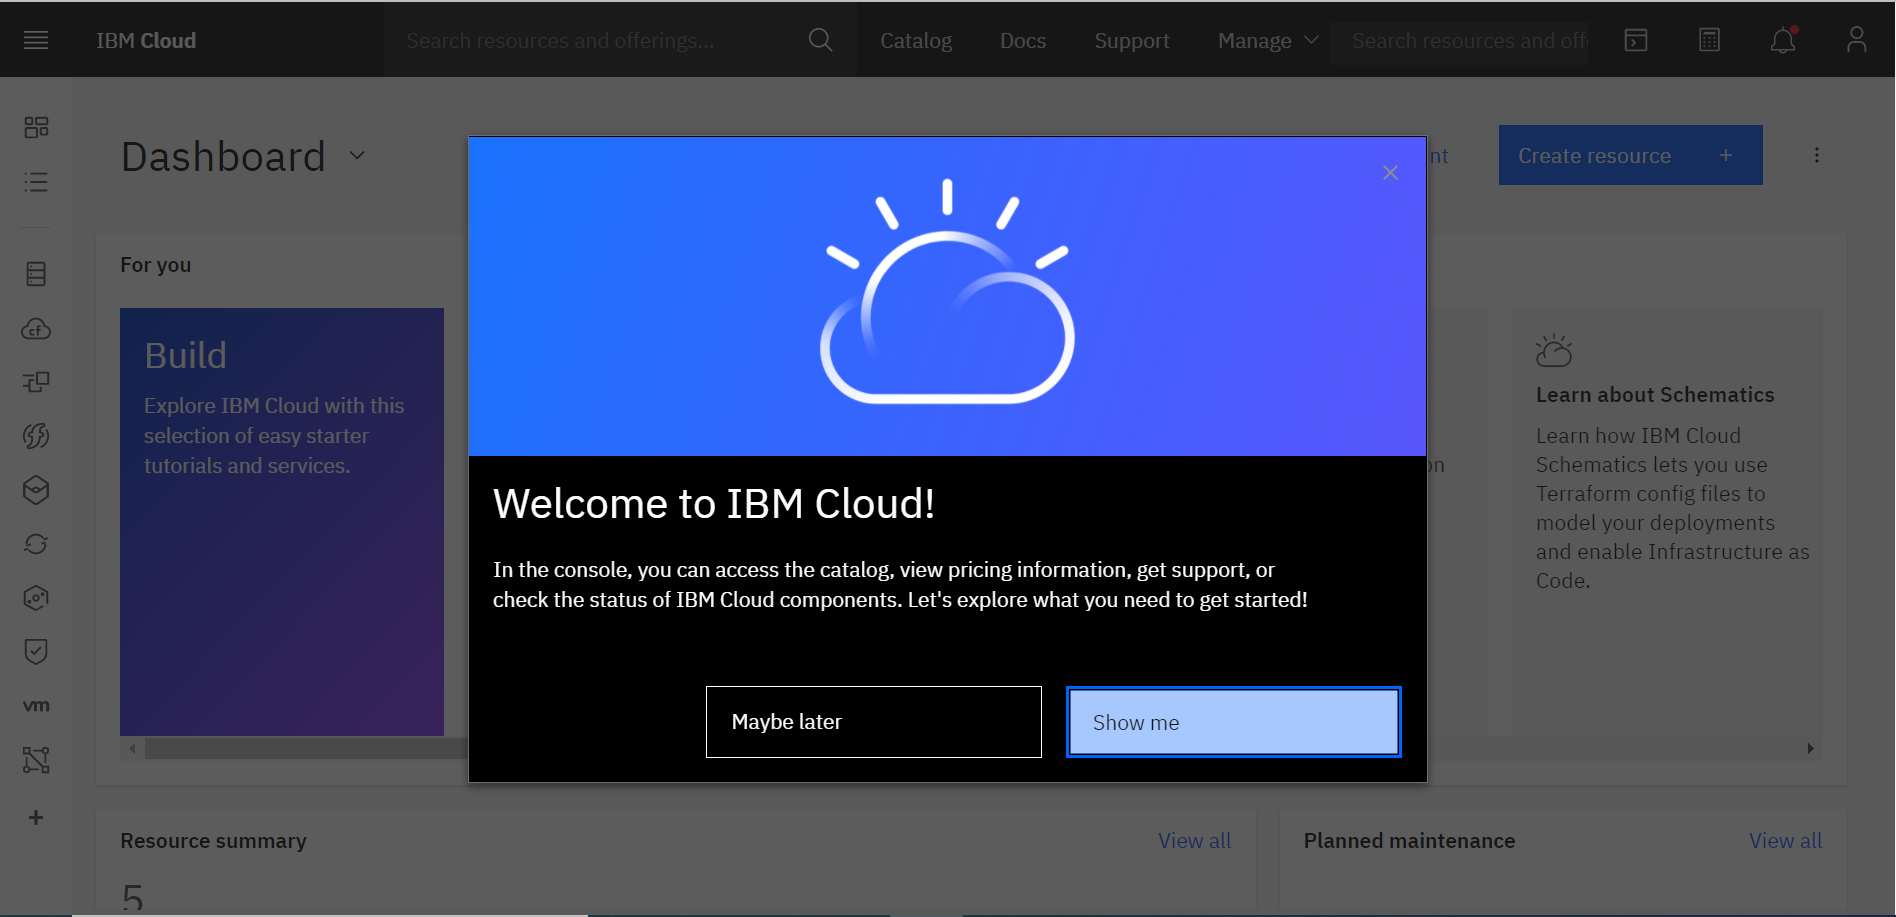 IBM Cloud
Search resources and offerings...
Catalog
Docs
Support
Manage
Search resources and off
Dashboard
nt
Create resource +
For you
Build
Explore IBM Cloud with this
selection of easy starter
tutorials and services.
cf
vm
Welcome to IBM Cloud!
In the console, you can access the catalog, view pricing information, get support, or
check the status of IBM Cloud components. Let's explore what you need to get started!
Maybe later
Show me
on
Learn about Schematics
Learn how IBM Cloud
Schematics lets you use
Terraform config files to
model your deployments
and enable Infrastructure as
Code.
Resource summary
View all
5
Planned maintenance
View all